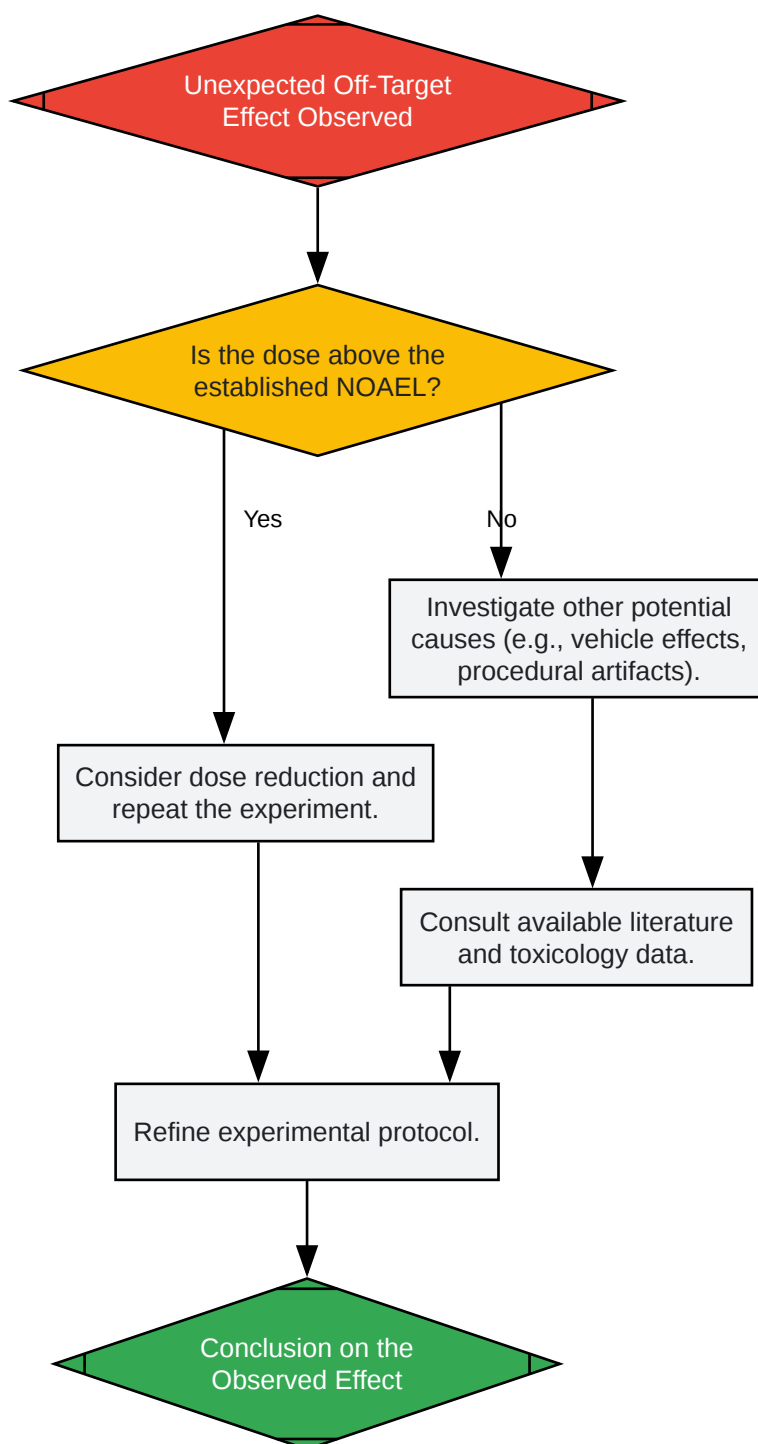 Unexpected Off-Target
Effect Observed
Is the dose above the
established NOAEL?
Yes
No
Investigate other potential
causes (e.g., vehicle effects,
procedural artifacts).
Consider dose reduction and
repeat the experiment.
Consult available literature
and toxicology data.
Refine experimental protocol.
Conclusion on the
Observed Effect